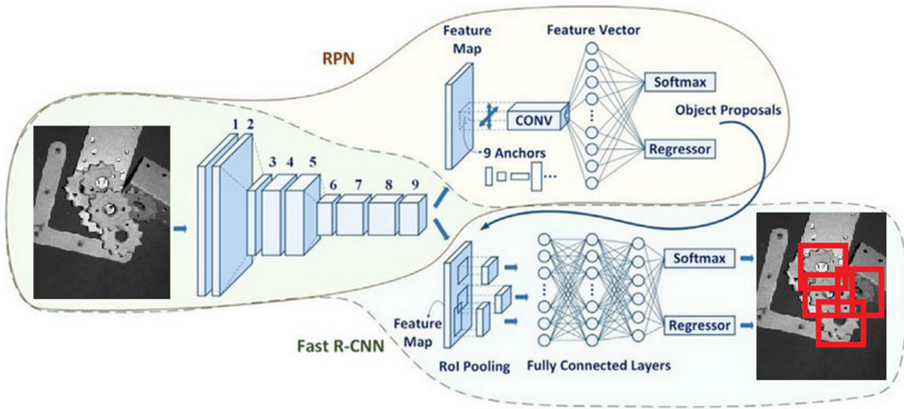 RPN
Feature
Map
Feature Vector
CONV
Softmax
Regressor
Object Proposals
9 Anchors
...
1 2
3 4 5
6 7 8 9
Fast R-CNN
Feature
Map
RoI Pooling
Fully Connected Layers
Softmax
Regressor